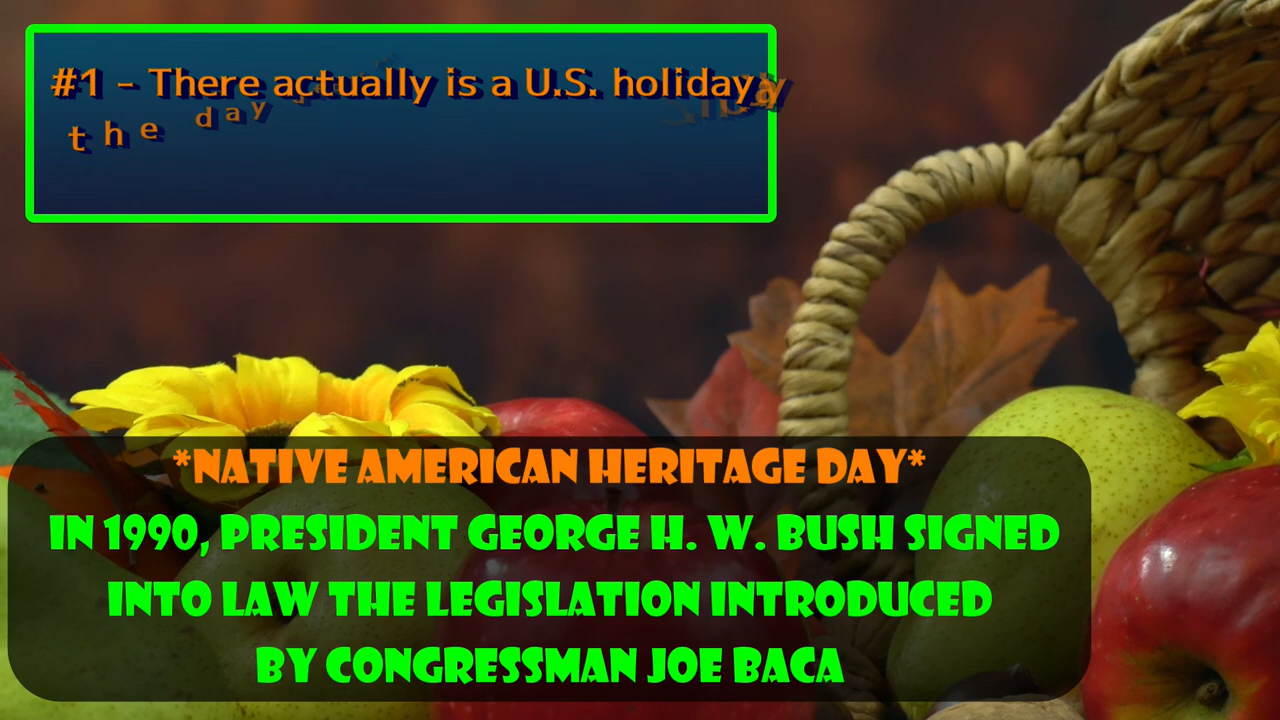 #1 - There actually is a U.S. holiday
the day
*NATIVE AMERICAN HERITAGE DAY*
IN 1990, PRESIDENT GEORGE H. W. BUSH SIGNED
INTO LAW THE LEGISLATION INTRODUCED
BY CONGRESSMAN JOE BACA